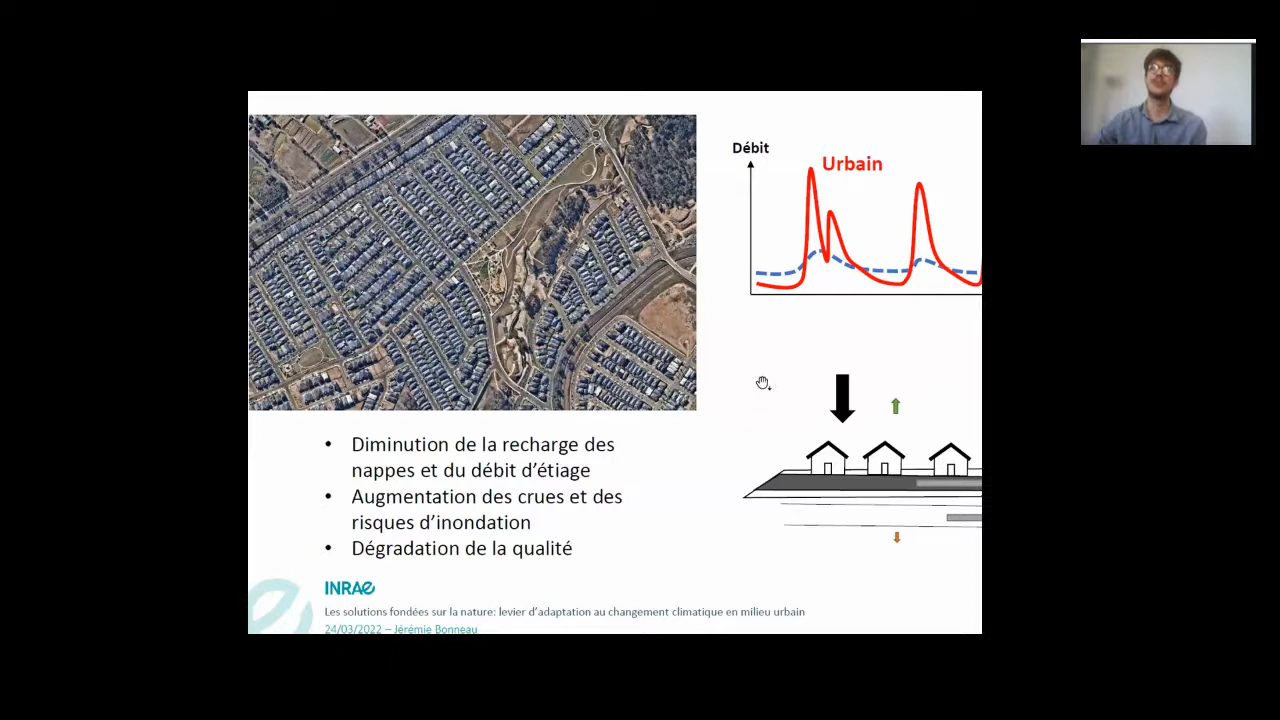 Débit
Urbain
• Diminution de la recharge des
nappes et du débit d'étiage
• Augmentation des crues et des
risques d'inondation
• Dégradation de la qualité
INRAE
Les solutions fondées sur la nature: levier d'adaptation au changement climatique en milieu urbain
24/03/2022 – Jérémie Bonneau